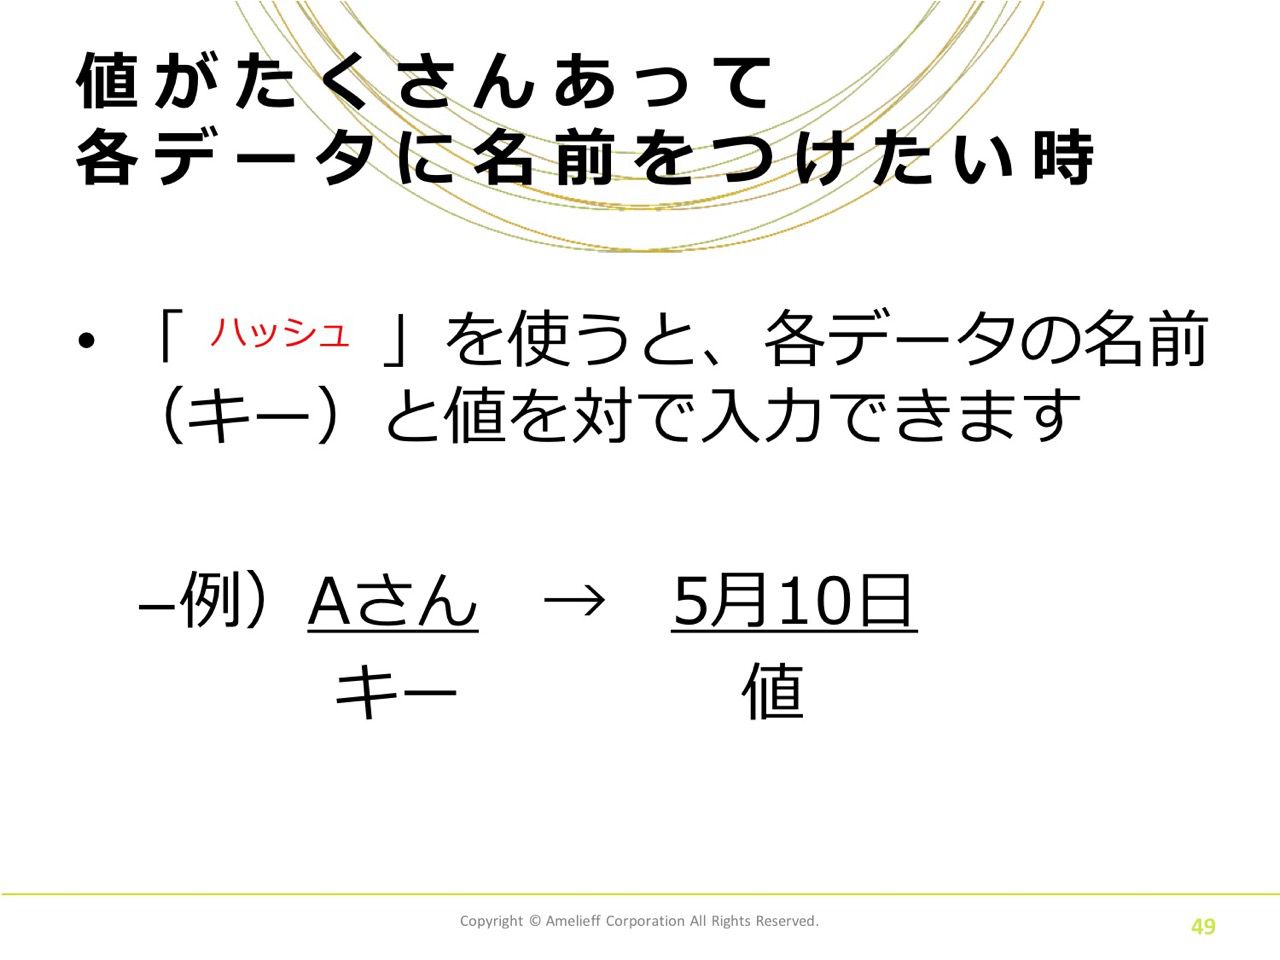 値がたくさんあって
各データに名前をつけたい時
• 「 ハッシュ 」を使うと、各データの名前
（キー）と値を対で入力できます
–例）Aさん → 5月10日
キー 値
Copyright © Amelieff Corporation All Rights Reserved.
49